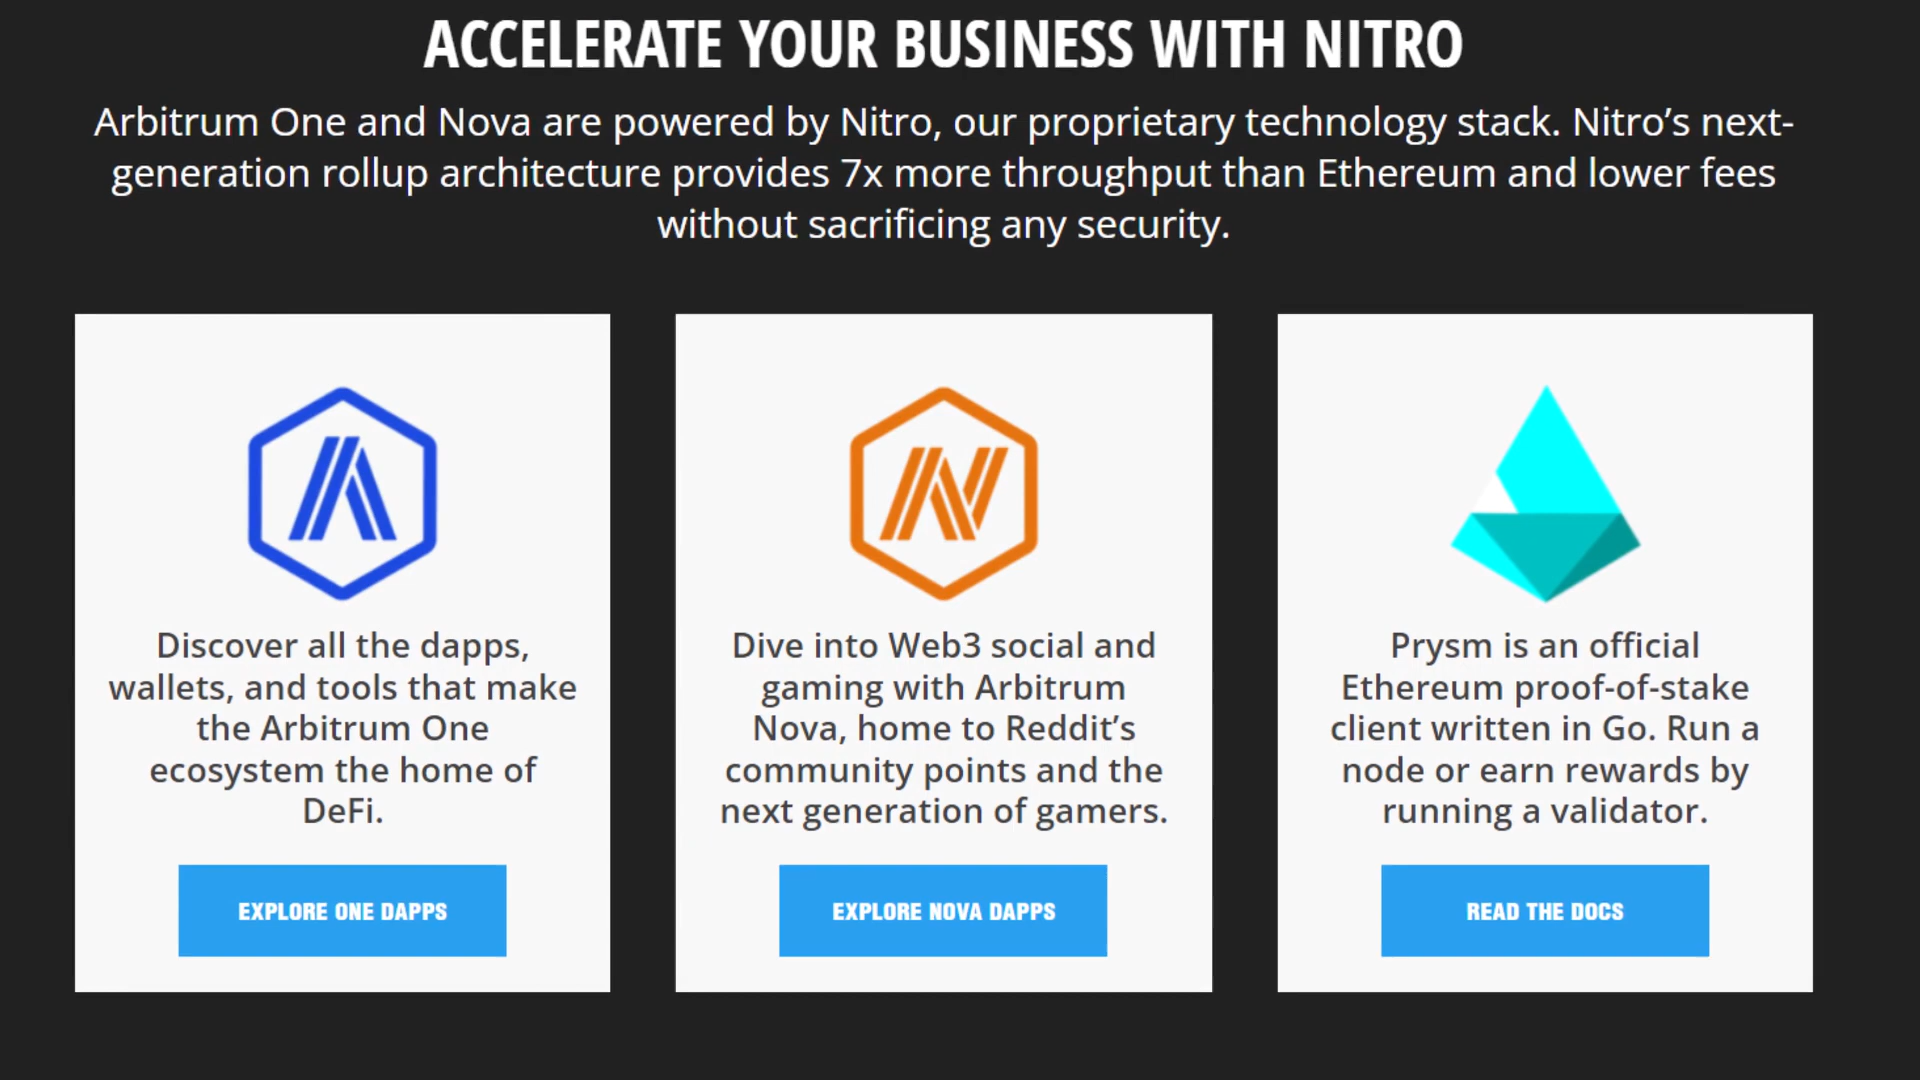 ACCELERATE YOUR BUSINESS WITH NITRO
Arbitrum One and Nova are powered by Nitro, our proprietary technology stack. Nitro’s next-
generation rollup architecture provides 7x more throughput than Ethereum and lower fees
without sacrificing any security.
Discover all the dapps,
wallets, and tools that make
the Arbitrum One
ecosystem the home of
DeFi.
EXPLORE ONE DAPPS
Dive into Web3 social and
gaming with Arbitrum
Nova, home to Reddit’s
community points and the
next generation of gamers.
EXPLORE NOVA DAPPS
Prysm is an official
Ethereum proof-of-stake
client written in Go. Run a
node or earn rewards by
running a validator.
READ THE DOCS